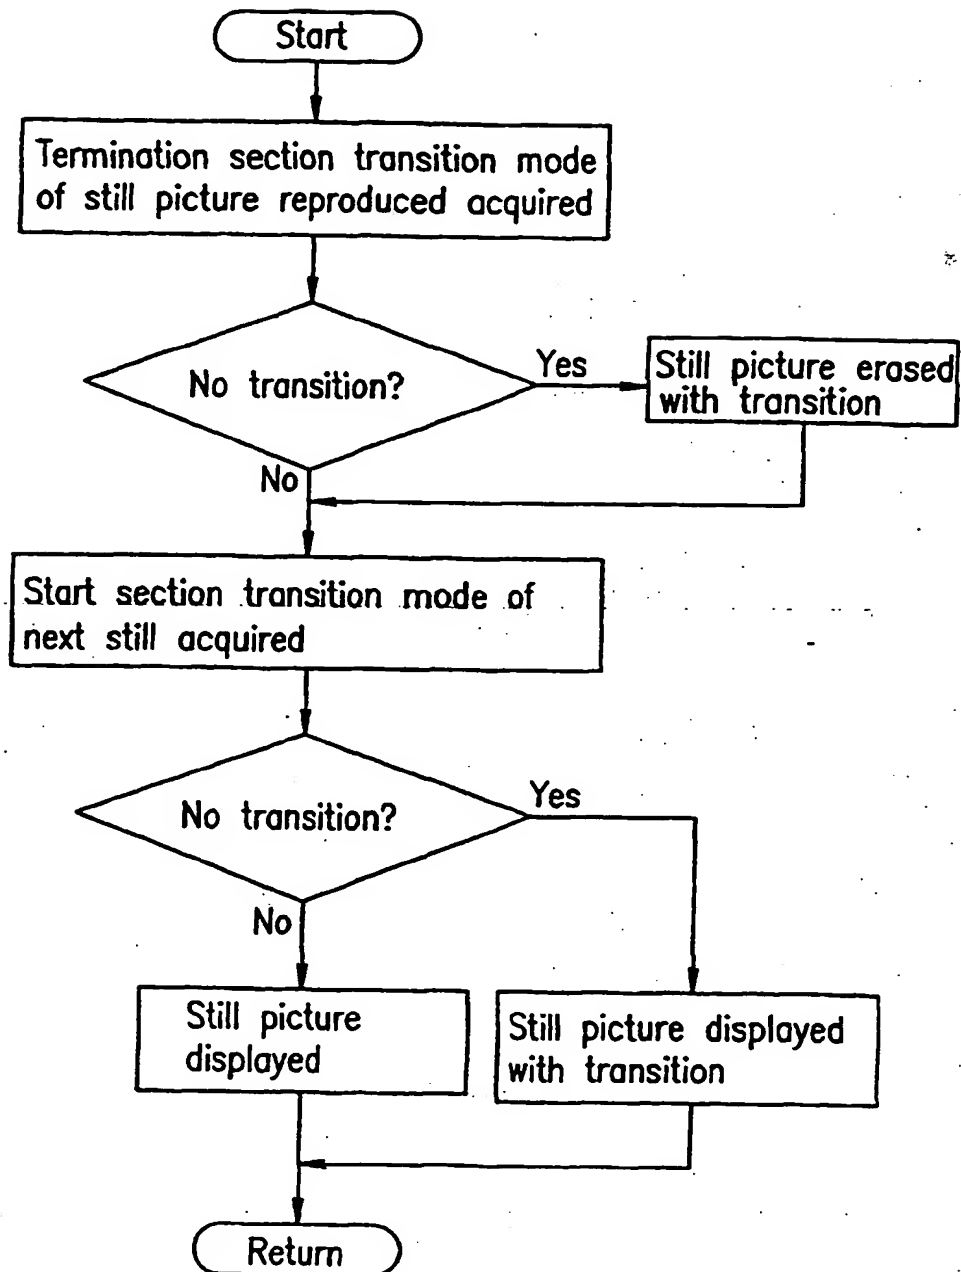 Start
Termination section transition mode
of still picture reproduced acquired
No transition?
Yes
Still picture erased
with transition
No
Start section transition mode of
next still acquired
No transition?
Yes
No
Still picture
displayed
Still picture displayed
with transition
Return